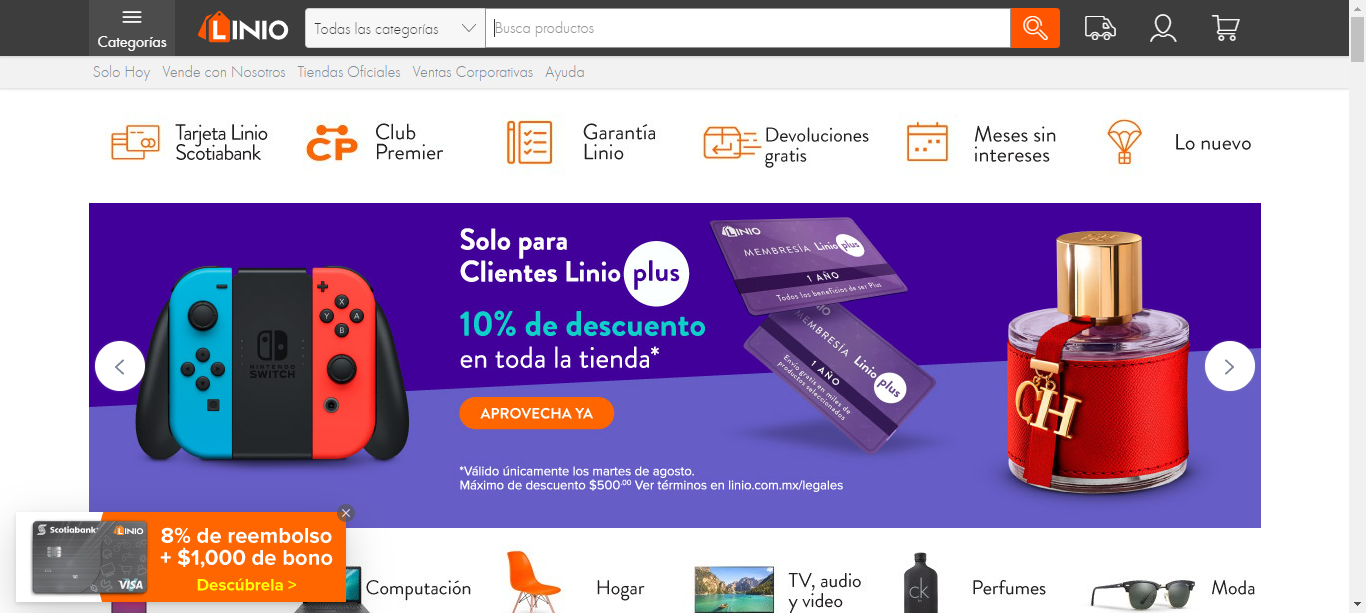 Categorías
LINIO
Todas las categorías
Busca productos
Solo Hoy Vende con Nosotros Tiendas Oficiales Ventas Corporativas Ayuda
Tarjeta Linio
Scotiabank
CP
Club
Premier
Garantía
Linio
Devoluciones
gratis
Meses sin
intereses
Lo nuevo
X
Y A
B
NINTENDO
SWITCH
Solo para
Clientes Linio plus
10% de descuento
en toda la tienda*
APROVECHA YA
*Válido únicamente los martes de agosto.
Máximo de descuento $500.00 Ver términos en linio.com.mx/legales
LINIO
MEMBRESÍA Linio plus
1 AÑO
Todos los beneficios de ser Plus
MEMBRESÍA Linio plus
1 AÑO
Envío gratis en miles de
productos seleccionados
CH
Scotiabank LINIO
VISA
8% de reembolso
+ $1,000 de bono
Descúbrela >
Computación
Hogar
TV, audio
y video
ck
Perfumes
Moda